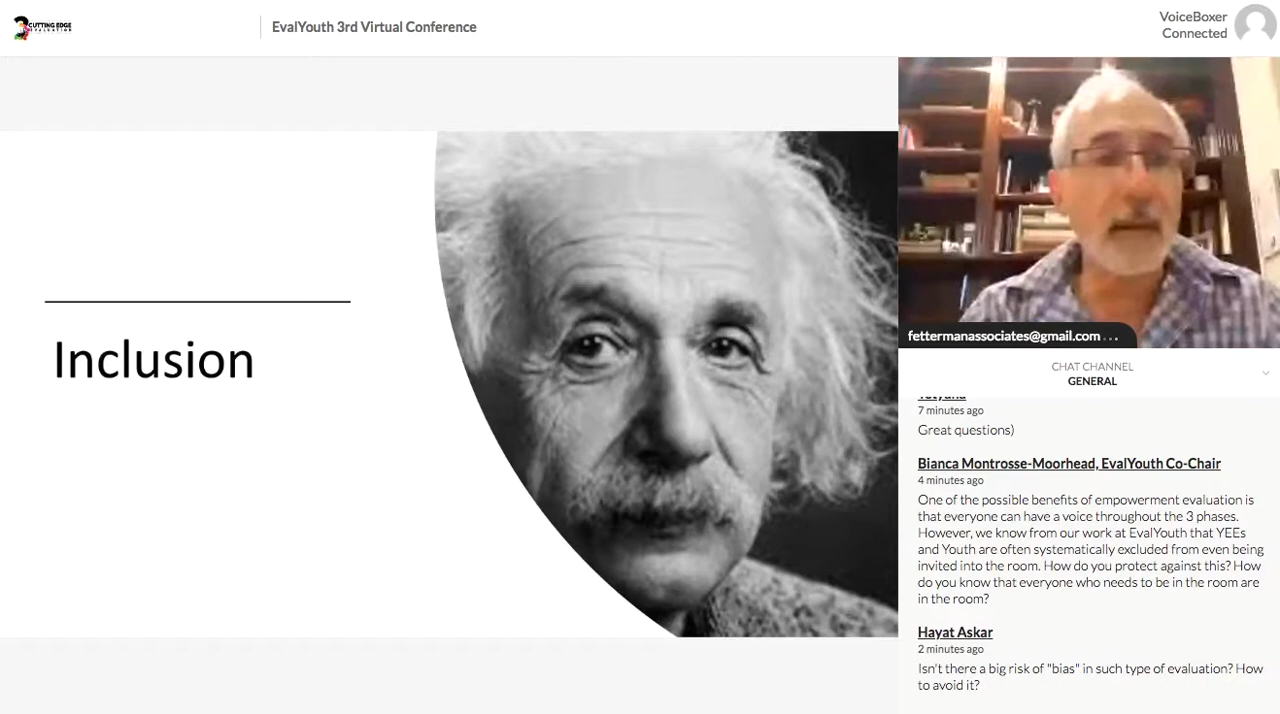 CUTTING EDGE
EVALUATION
EvalYouth 3rd Virtual Conference
VoiceBoxer
Connected
Inclusion
fettermanassociates@gmail.com ...
CHAT CHANNEL
GENERAL
7 minutes ago
Great questions)
Bianca Montrosse-Moorhead, EvalYouth Co-Chair
4 minutes ago
One of the possible benefits of empowerment evaluation is
that everyone can have a voice throughout the 3 phases.
However, we know from our work at EvalYouth that YEEs
and Youth are often systematically excluded from even being
invited into the room. How do you protect against this? How
do you know that everyone who needs to be in the room are
in the room?
Hayat Askar
2 minutes ago
Isn't there a big risk of "bias" in such type of evaluation? How
to avoid it?